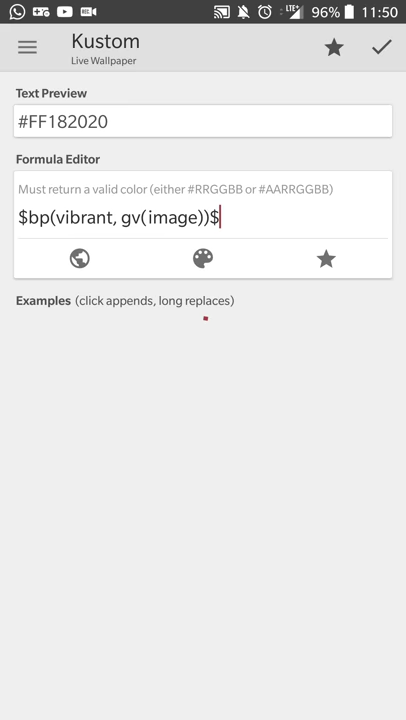 LTE 96% 11:50
Kustom
Live Wallpaper
Text Preview
#FF182020
Formula Editor
Must return a valid color (either #RRGGBB or #AARRGGBB)
$bp(vibrant, gv(image))$
Examples (click appends, long replaces)